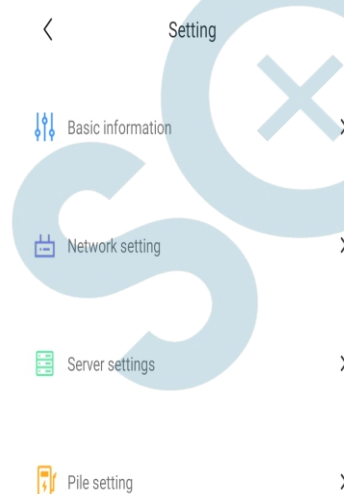 Setting
Basic information
Network setting
Server settings
Pile setting